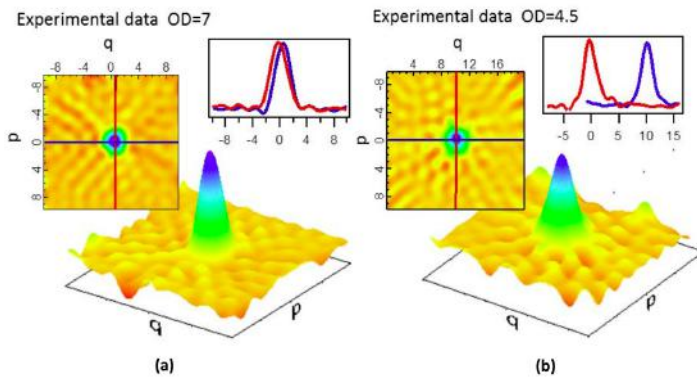 Experimental data OD=7
q
-8 -4 0 4 8
-8
-4
p
0
4
8
-8 -4 0 4 8
q
p
(a)
Experimental data OD=4.5
q
4 8 12 16
-8
-4
p
0
4
8
-5 0 5 10 15
q
p
(b)